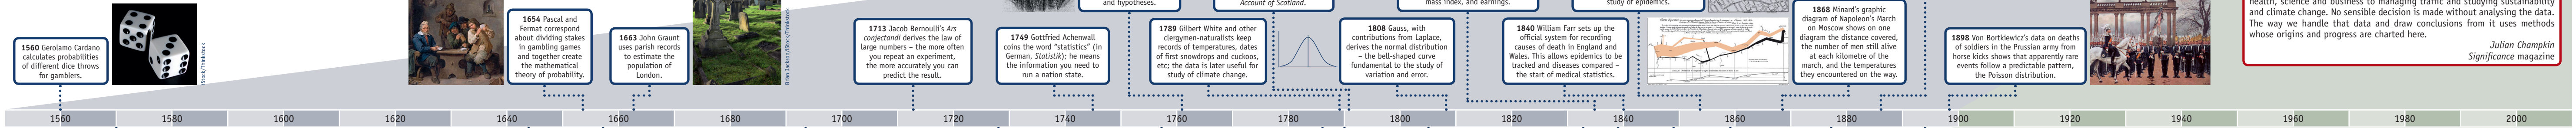 and hypotheses.
Account of Scotland.
mass index, and earnings.
study of epidemics.
health, science and business to managing traffic and studying sustainability
and climate change. No sensible decision is made without analysing the data.
The way we handle that data and draw conclusions from it uses methods
whose origins and progress are charted here.
Julian Champkin
Significance magazine
1560 Gerolamo Cardano
calculates probabilities
of different dice throws
for gamblers.
iStock/Thinkstock
1654 Pascal and
Fermat correspond
about dividing stakes
in gambling games
and together create
the mathematical
theory of probability.
1663 John Graunt
uses parish records
to estimate the
population of
London.
Brian Jackson/iStock/Thinkstock
1713 Jacob Bernoulli's Ars
conjectandi derives the law of
large numbers – the more often
you repeat an experiment,
the more accurately you can
predict the result.
1749 Gottfried Achenwall
coins the word "statistics" (in
German, Statistik); he means
the information you need to
run a nation state.
1789 Gilbert White and other
clergymen-naturalists keep
records of temperatures, dates
of first snowdrops and cuckoos,
etc; the data is later useful for
study of climate change.
1808 Gauss, with
contributions from Laplace,
derives the normal distribution
– the bell-shaped curve
fundamental to the study of
variation and error.
1840 William Farr sets up the
official system for recording
causes of death in England and
Wales. This allows epidemics to be
tracked and diseases compared –
the start of medical statistics.
1868 Minard's graphic
diagram of Napoleon's March
on Moscow shows on one
diagram the distance covered,
the number of men still alive
at each kilometre of the
march, and the temperatures
they encountered on the way.
1898 Von Bortkiewicz's data on deaths
of soldiers in the Prussian army from
horse kicks shows that apparently rare
events follow a predictable pattern,
the Poisson distribution.
1560 1580 1600 1620 1640 1660 1680 1700 1720 1740 1760 1780 1800 1820 1840 1860 1880 1900 1920 1940 1960 1980 2000